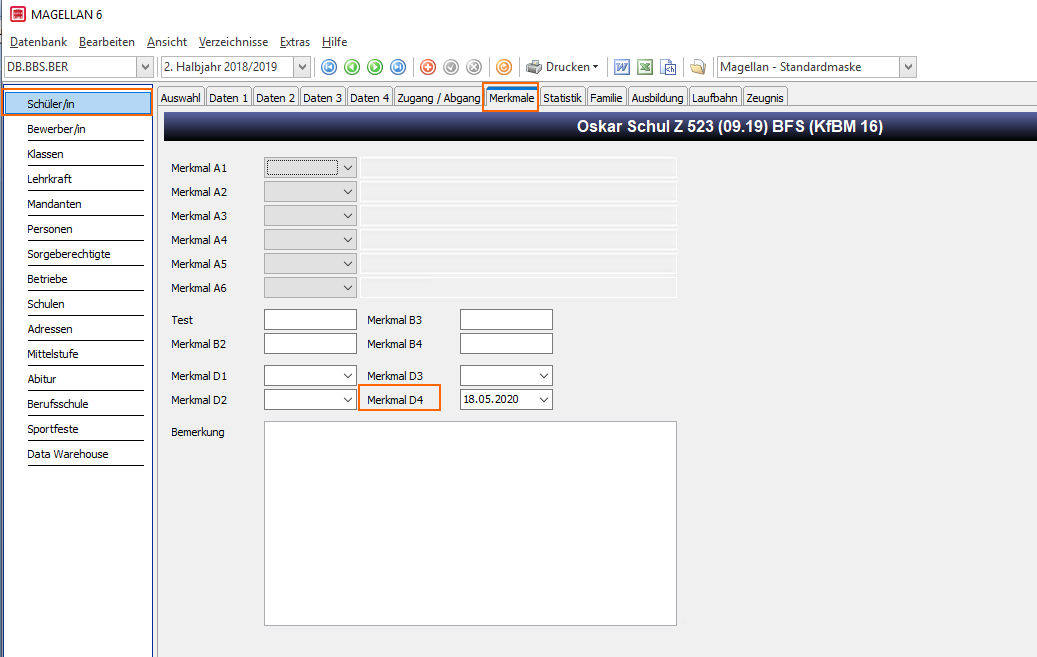 MAGELLAN 6
Datenbank Bearbeiten Ansicht Verzeichnisse Extras Hilfe
DB.BBS.BER 2. Halbjahr 2018/2019 Drucken Magellan - Standardmaske
Schüler/in
Bewerber/in
Klassen
Lehrkraft
Mandanten
Personen
Sorgeberechtigte
Betriebe
Schulen
Adressen
Mittelstufe
Abitur
Berufsschule
Sportfeste
Data Warehouse
Auswahl Daten 1 Daten 2 Daten 3 Daten 4 Zugang / Abgang Merkmale Statistik Familie Ausbildung Laufbahn Zeugnis
Oskar Schul Z 523 (09.19) BFS (KfBM 16)
Merkmal A1
Merkmal A2
Merkmal A3
Merkmal A4
Merkmal A5
Merkmal A6
Test Merkmal B3
Merkmal B2 Merkmal B4
Merkmal D1 Merkmal D3
Merkmal D2 Merkmal D4 18.05.2020
Bemerkung